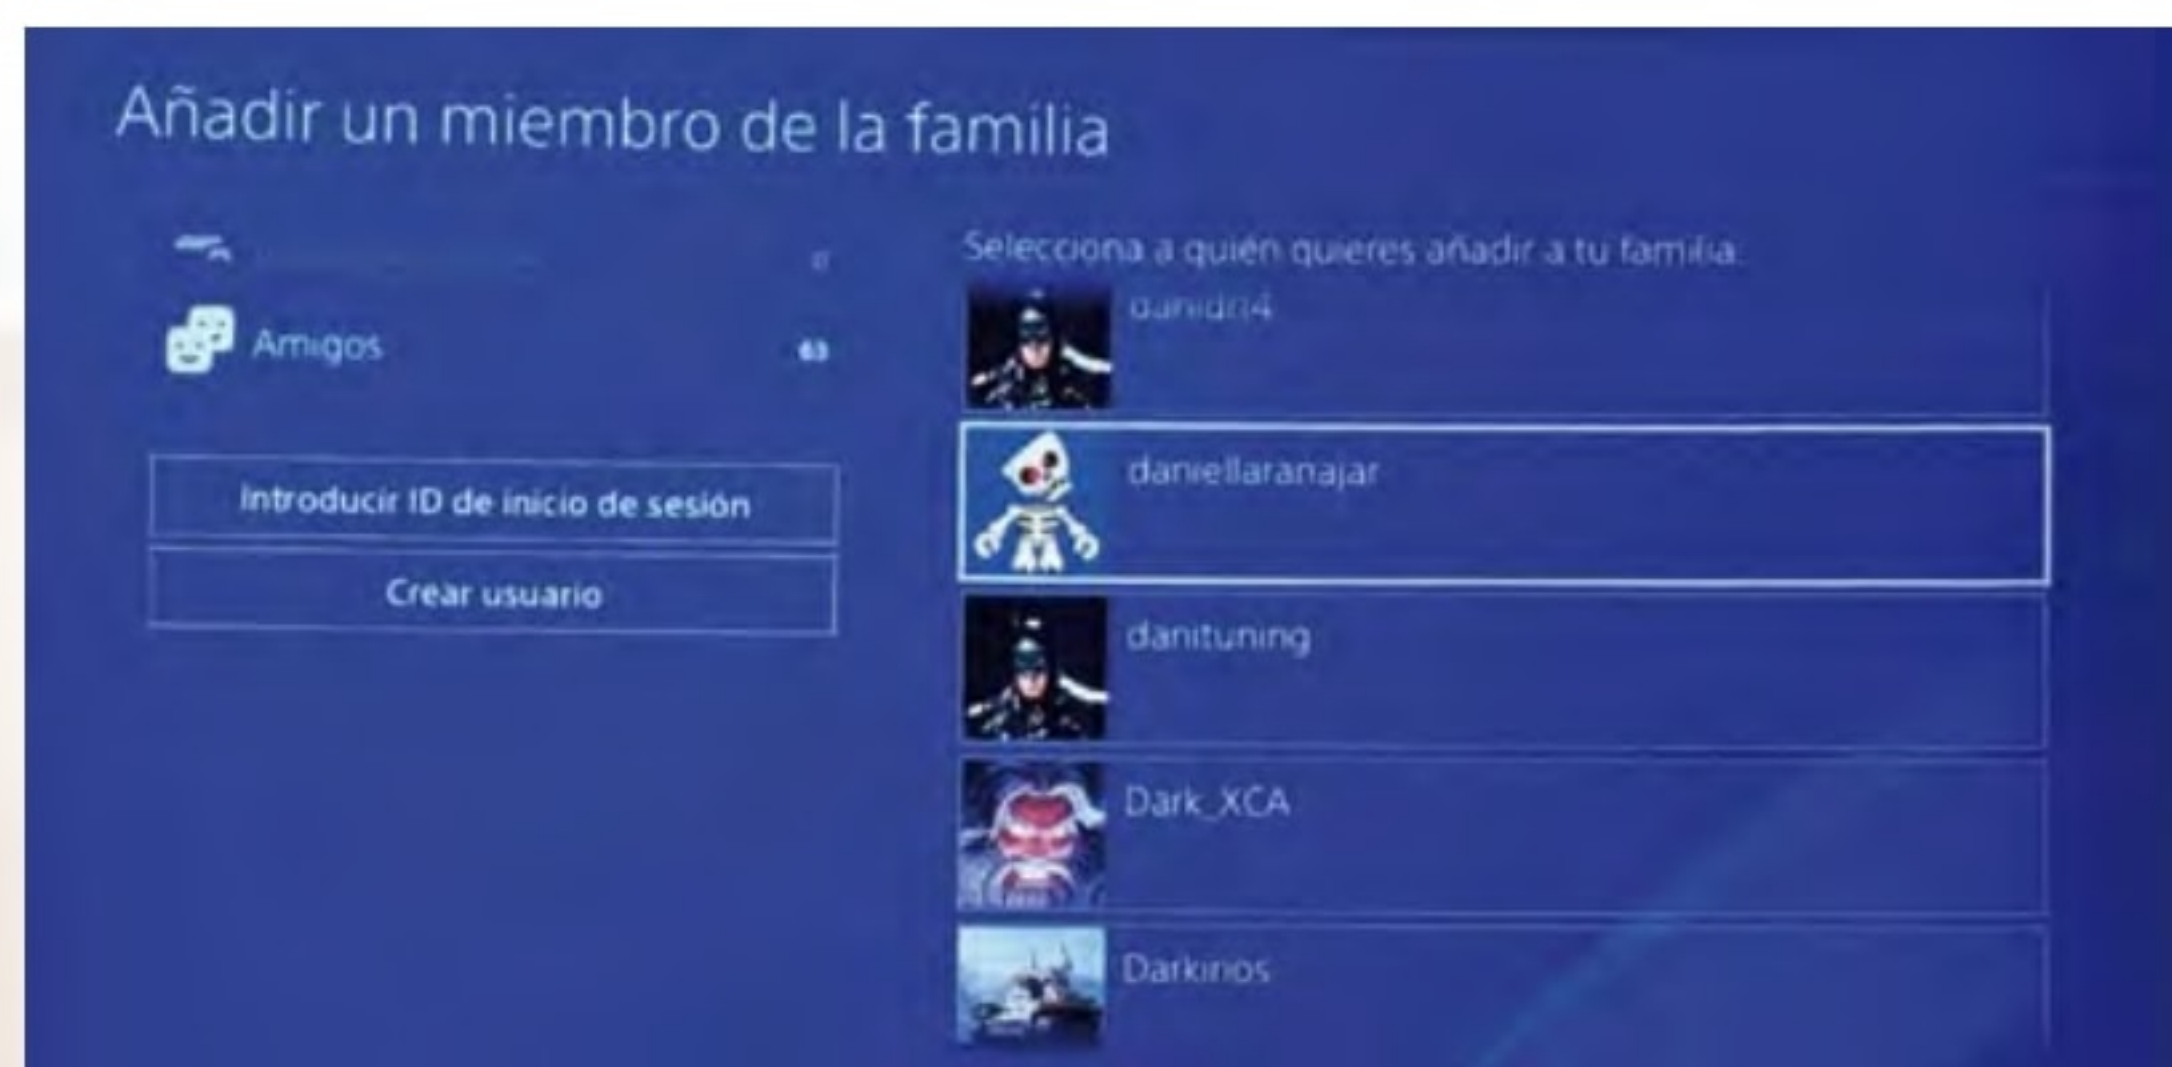 Añadir un miembro de la familia
Selecciona a quién quieres añadir a tu familia.
Amigos 63
Introducir ID de inicio de sesión
Crear usuario
daniellaranajar
danituning
Dark_XCA
Darkirios